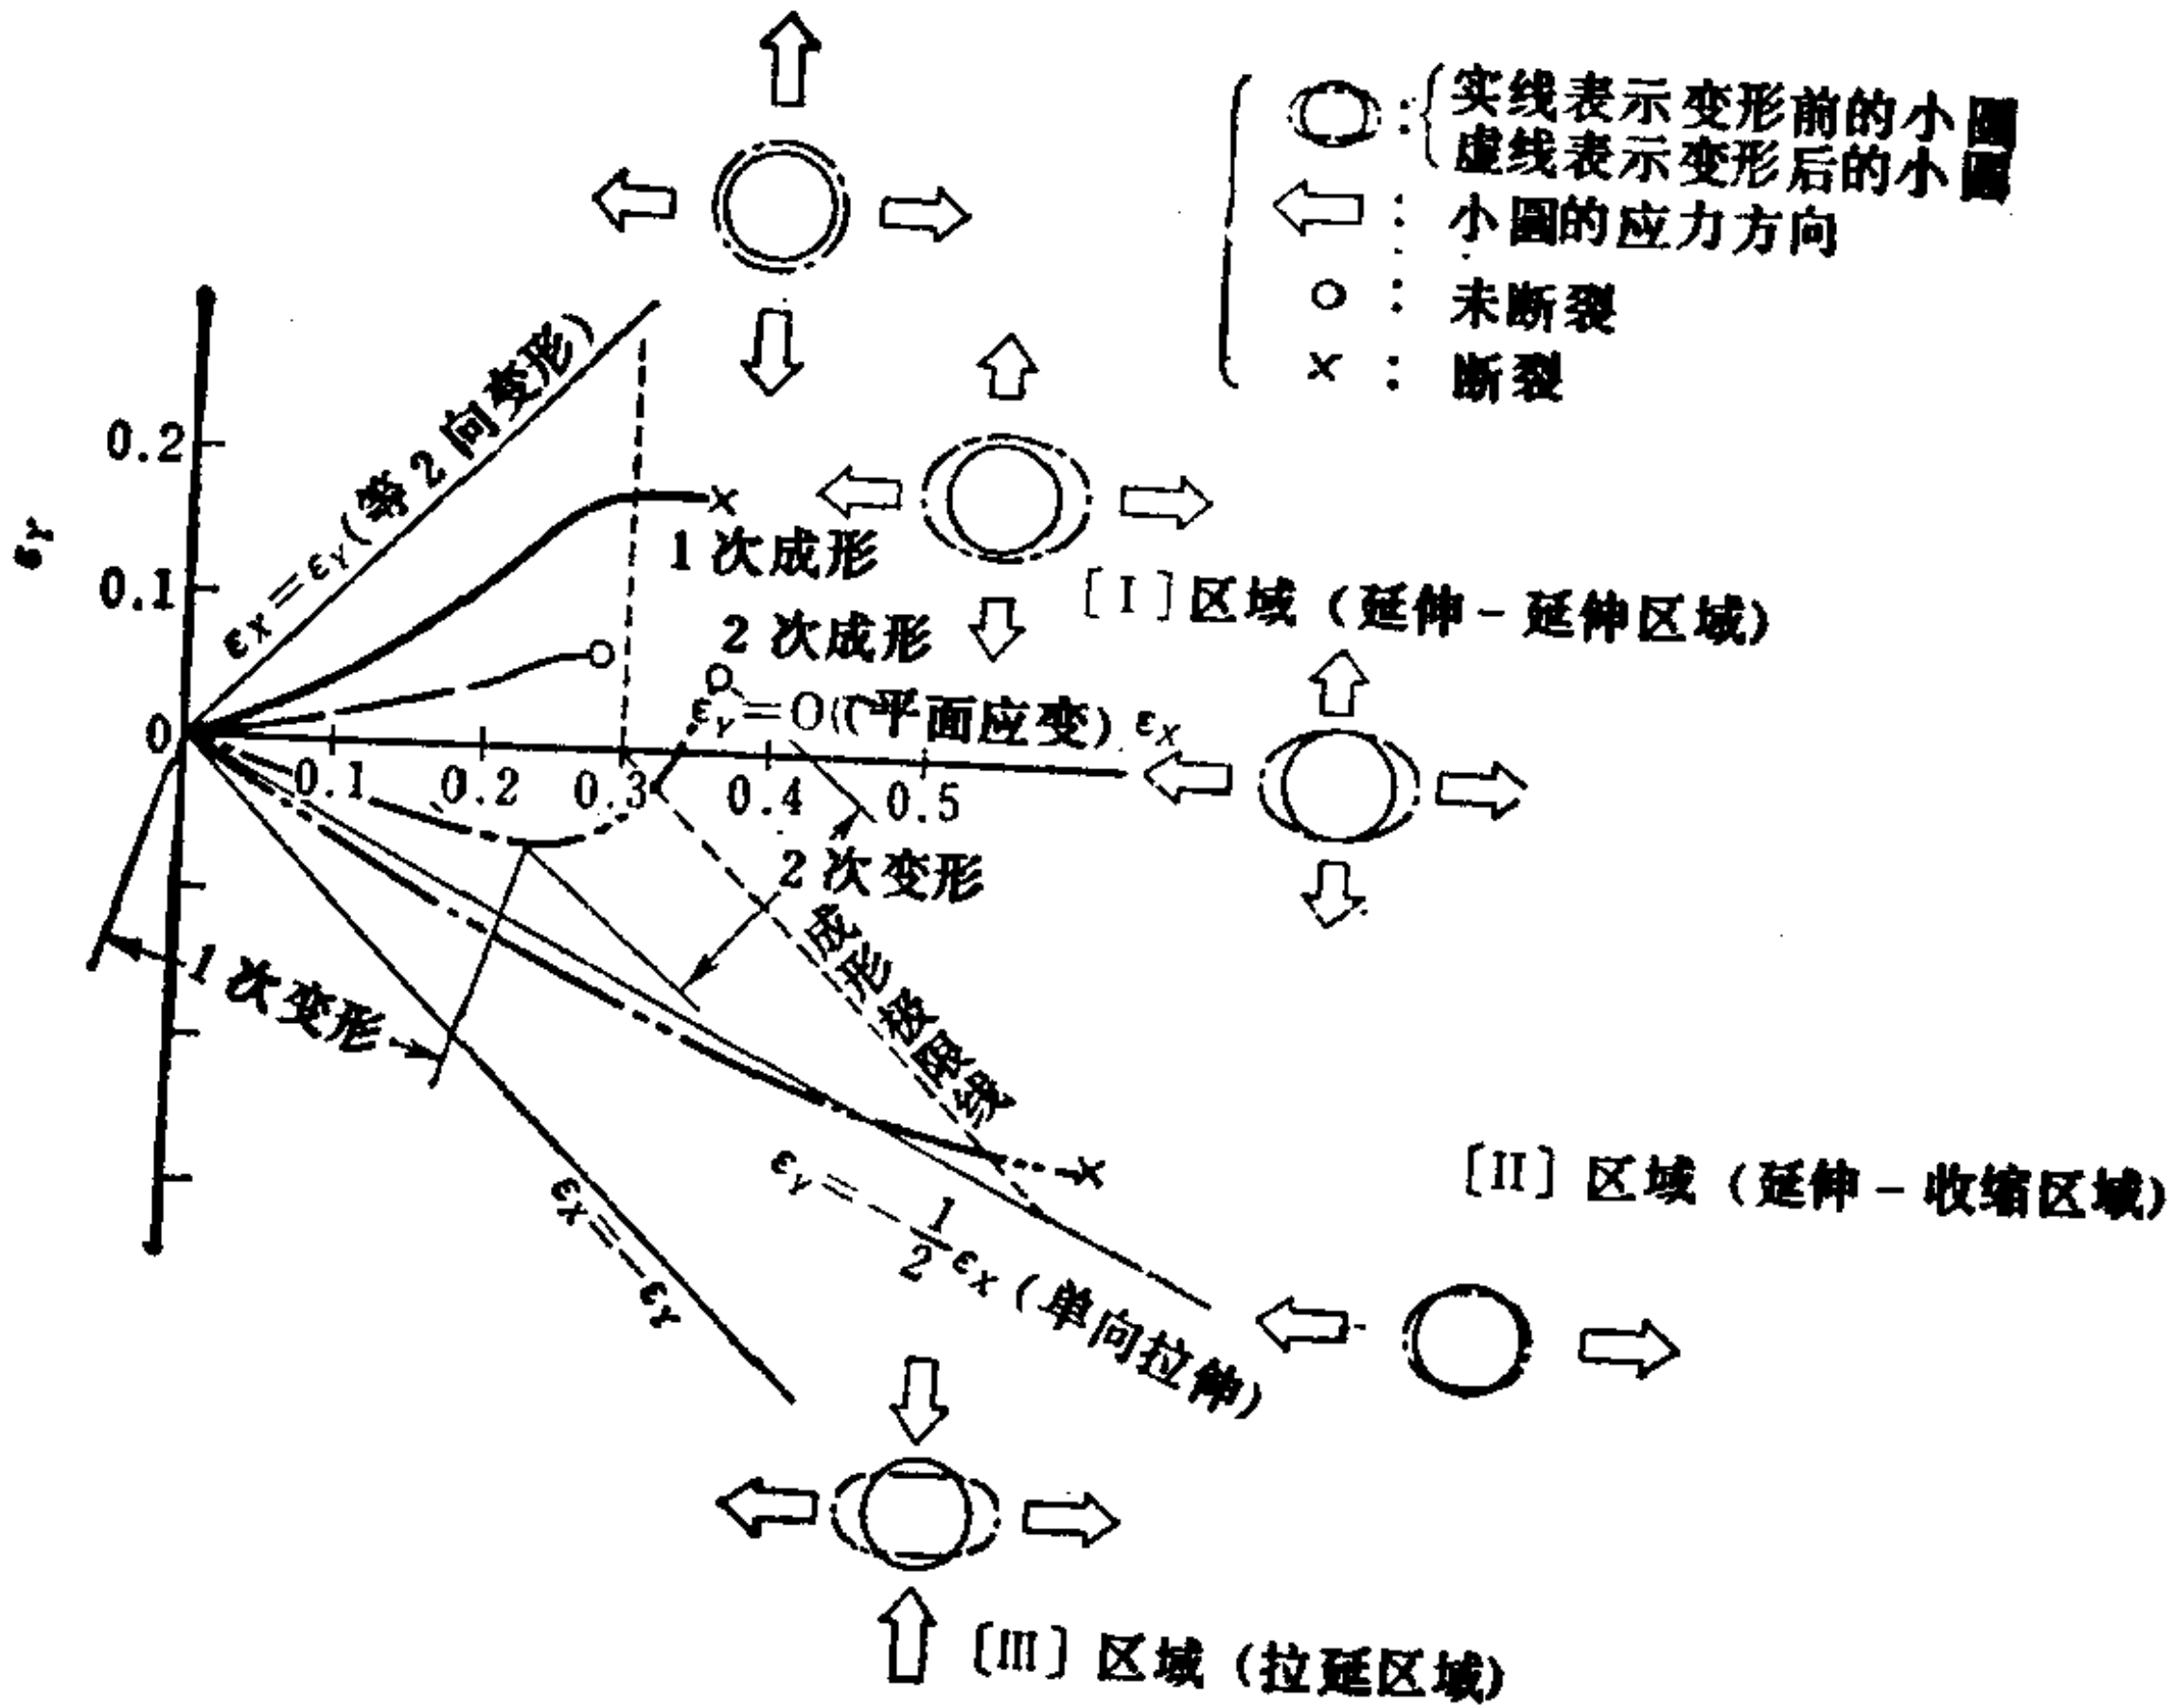 实线表示变形前的小圆
虚线表示变形后的小圆
: 小圆的应力方向
○ : 未断裂
× : 断裂
εY
0.2
0.1
0
εX=εY(第2向变形)
1次成形
2次成形
[I]区域(延伸-延伸区域)
εY=0(平面应变) εX
0.1 0.2 0.3 0.4 0.5
2次变形
1次变形
成形极限线
[II]区域(延伸-收缩区域)
εX=-εY
εY=-1/2εX(单向拉伸)
[III]区域(拉延区域)